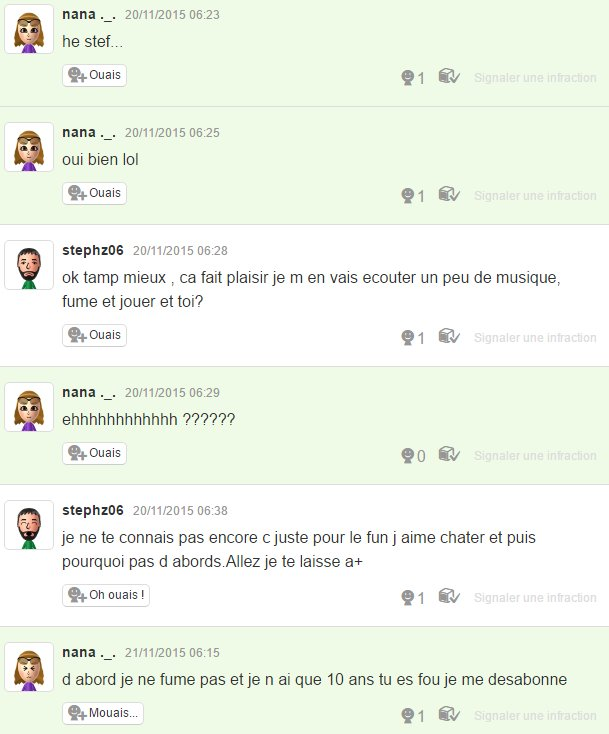 nana ._. 20/11/2015 06:23
he stef...
Ouais 1 Signaler une infraction
nana ._. 20/11/2015 06:25
oui bien lol
Ouais 1 Signaler une infraction
stephz06 20/11/2015 06:28
ok tamp mieux , ca fait plaisir je m en vais ecouter un peu de musique,
fume et jouer et toi?
Ouais 1 Signaler une infraction
nana ._. 20/11/2015 06:29
ehhhhhhhhhhhh ??????
Ouais 0 Signaler une infraction
stephz06 20/11/2015 06:38
je ne te connais pas encore c juste pour le fun j aime chater et puis
pourquoi pas d abords.Allez je te laisse a+
Oh ouais ! 1 Signaler une infraction
nana ._. 21/11/2015 06:15
d abord je ne fume pas et je n ai que 10 ans tu es fou je me desabonne
Mouais... 1 Signaler une infraction